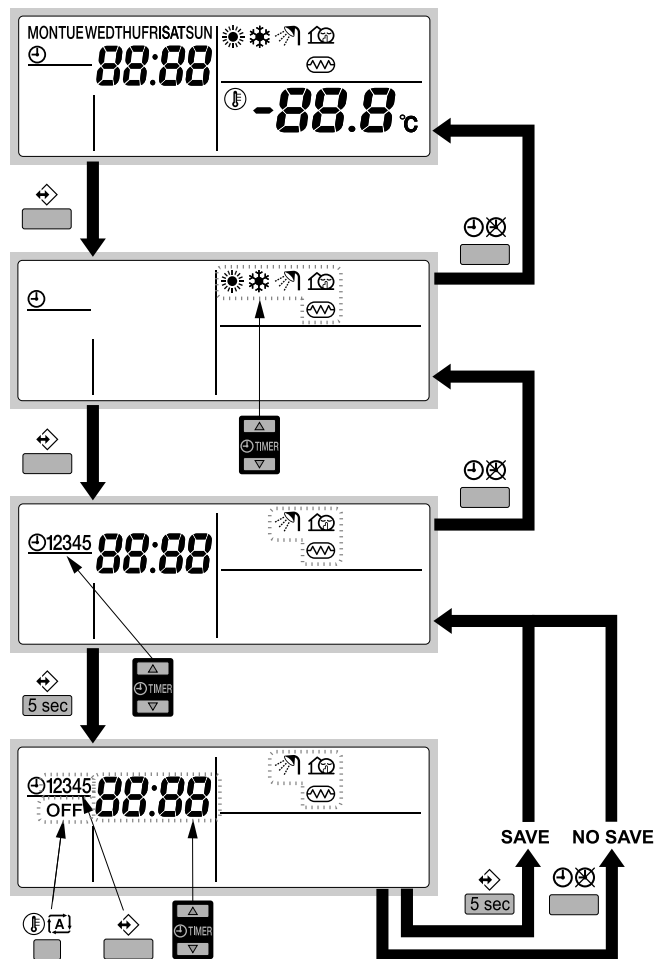 MONTUEWEDTHUFRISATSUN
88:88
-88.8 °C
TIMER
12345 88:88
TIMER
5 sec
12345 88:88
OFF
SAVE NO SAVE
5 sec
A
TIMER